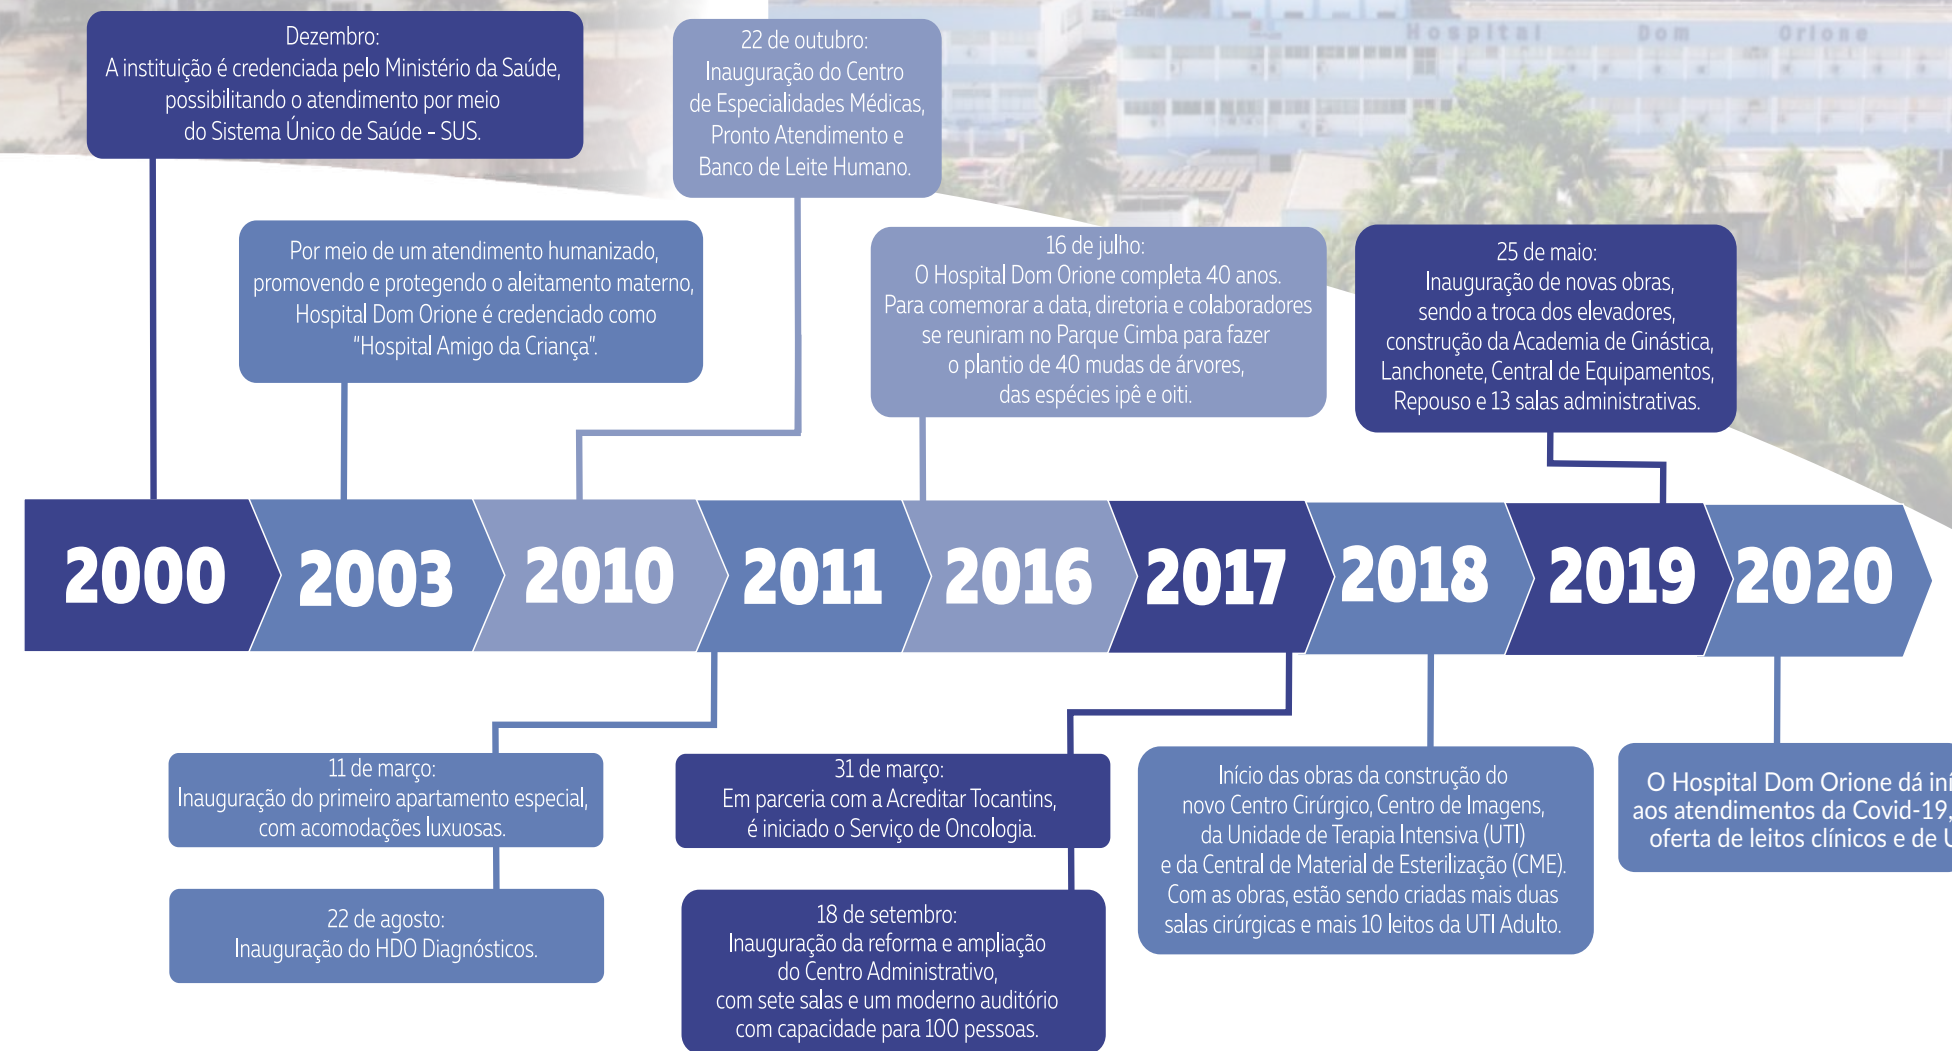 Hospital Dom Orione
Dezembro:
A instituição é credenciada pelo Ministério da Saúde,
possibilitando o atendimento por meio
do Sistema Único de Saúde - SUS.
22 de outubro:
Inauguração do Centro
de Especialidades Médicas,
Pronto Atendimento e
Banco de Leite Humano.
Por meio de um atendimento humanizado,
promovendo e protegendo o aleitamento materno,
Hospital Dom Orione é credenciado como
“Hospital Amigo da Criança”.
16 de julho:
O Hospital Dom Orione completa 40 anos.
Para comemorar a data, diretoria e colaboradores
se reuniram no Parque Cimba para fazer
o plantio de 40 mudas de árvores,
das espécies ipê e oiti.
25 de maio:
Inauguração de novas obras,
sendo a troca dos elevadores,
construção da Academia de Ginástica,
Lanchonete, Central de Equipamentos,
Repouso e 13 salas administrativas.
2000 2003 2010 2011 2016 2017 2018 2019 2020
11 de março:
Inauguração do primeiro apartamento especial,
com acomodações luxuosas.
22 de agosto:
Inauguração do HDO Diagnósticos.
31 de março:
Em parceria com a Acreditar Tocantins,
é iniciado o Serviço de Oncologia.
18 de setembro:
Inauguração da reforma e ampliação
do Centro Administrativo,
com sete salas e um moderno auditório
com capacidade para 100 pessoas.
Início das obras da construção do
novo Centro Cirúrgico, Centro de Imagens,
da Unidade de Terapia Intensiva (UTI)
e da Central de Material de Esterilização (CME).
Com as obras, estão sendo criadas mais duas
salas cirúrgicas e mais 10 leitos da UTI Adulto.
O Hospital Dom Orione dá
aos atendimentos da Covid-19,
oferta de leitos clínicos e de